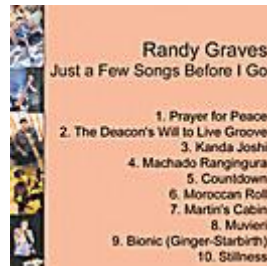 Randy Graves
Just a Few Songs Before I Go
1. Prayer for Peace
2. The Deacon's Will to Live Groove
3. Kanda Joshi
4. Machado Rangingura
5. Countdown
6. Moroccan Roll
7. Martin's Cabin
8. Muvieri
9. Bionic (Ginger-Starbirth)
10. Stillness